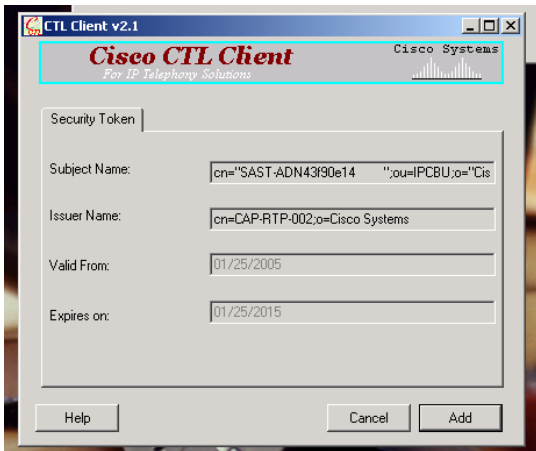 CTL Client v2.1
Cisco CTL Client
For IP Telephony Solutions
Cisco Systems
Security Token
Subject Name:
cn="SAST-ADN43f90e14 ";ou=IPCBU;o="Cis
Issuer Name:
cn=CAP-RTP-002;o=Cisco Systems
Valid From:
01/25/2005
Expires on:
01/25/2015
Help
Cancel
Add